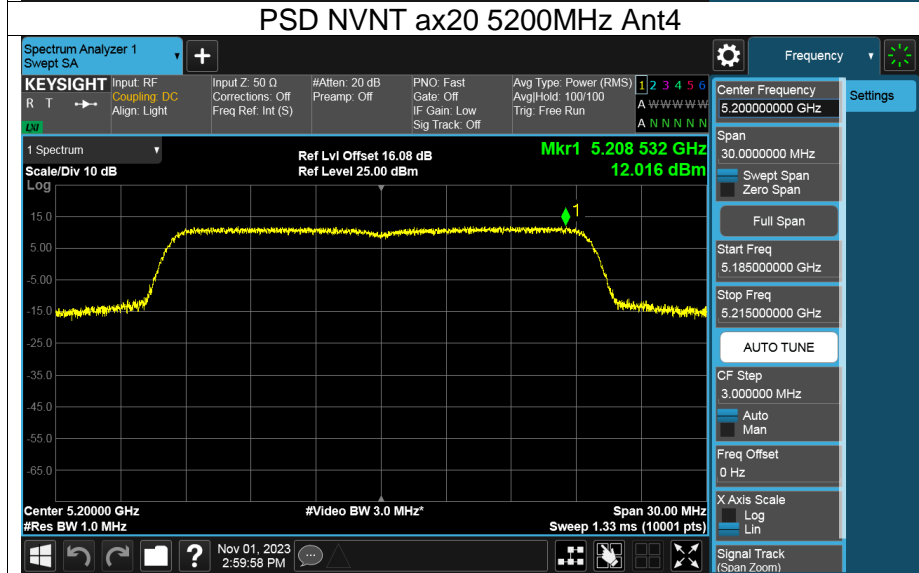 PSD NVNT ax20 5200MHz Ant4
Spectrum Analyzer 1
Swept SA
+
Frequency
KEYSIGHT
R T
LXI
Input: RF
Coupling: DC
Align: Light
Input Z: 50 Ω
Corrections: Off
Freq Ref: Int (S)
#Atten: 20 dB
Preamp: Off
PNO: Fast
Gate: Off
IF Gain: Low
Sig Track: Off
Avg Type: Power (RMS)
Avg|Hold: 100/100
Trig: Free Run
1 2 3 4 5 6
A W W W W W
A N N N N N
1 Spectrum
Scale/Div 10 dB
Log
Ref Lvl Offset 16.08 dB
Ref Level 25.00 dBm
Mkr1 5.208 532 GHz
12.016 dBm
1
15.0
5.00
-5.00
-15.0
-25.0
-35.0
-45.0
-55.0
-65.0
Center 5.20000 GHz
#Res BW 1.0 MHz
#Video BW 3.0 MHz*
Span 30.00 MHz
Sweep 1.33 ms (10001 pts)
?
Nov 01, 2023
2:59:58 PM
Center Frequency
5.200000000 GHz
Span
30.0000000 MHz
Swept Span
Zero Span
Full Span
Start Freq
5.185000000 GHz
Stop Freq
5.215000000 GHz
AUTO TUNE
CF Step
3.000000 MHz
Auto
Man
Freq Offset
0 Hz
X Axis Scale
Log
Lin
Signal Track
(Span Zoom)
Settings